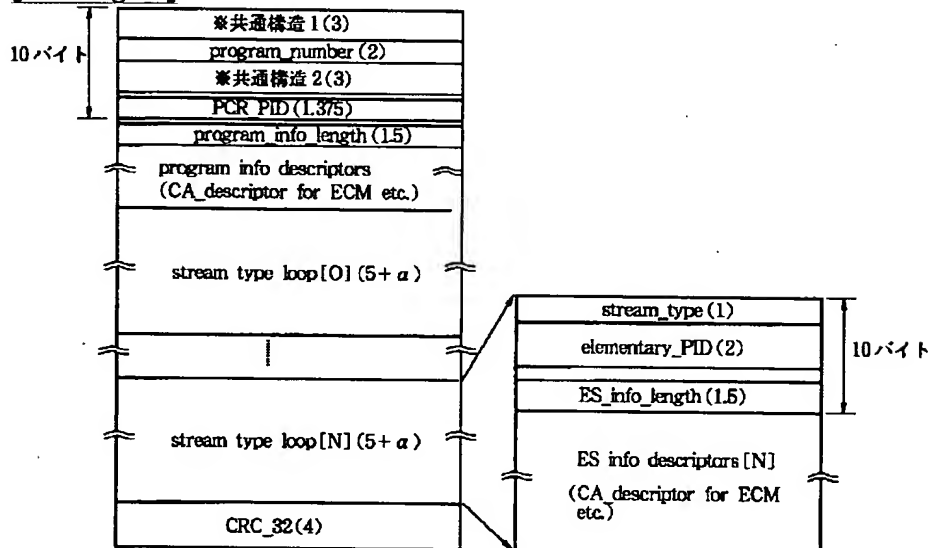 ※共通構造1(3)
10バイト
program_number(2)
※共通構造2(3)
PCR_PID(1.375)
program_info_length(1.5)
program info descriptors
(CA_descriptor for ECM etc.)
stream type loop[0](5+α)
stream type loop[N](5+α)
CRC_32(4)
stream_type(1)
elementary_PID(2)
10バイト
ES_info_length(1.5)
ES info descriptors[N]
(CA_descriptor for ECM
etc.)